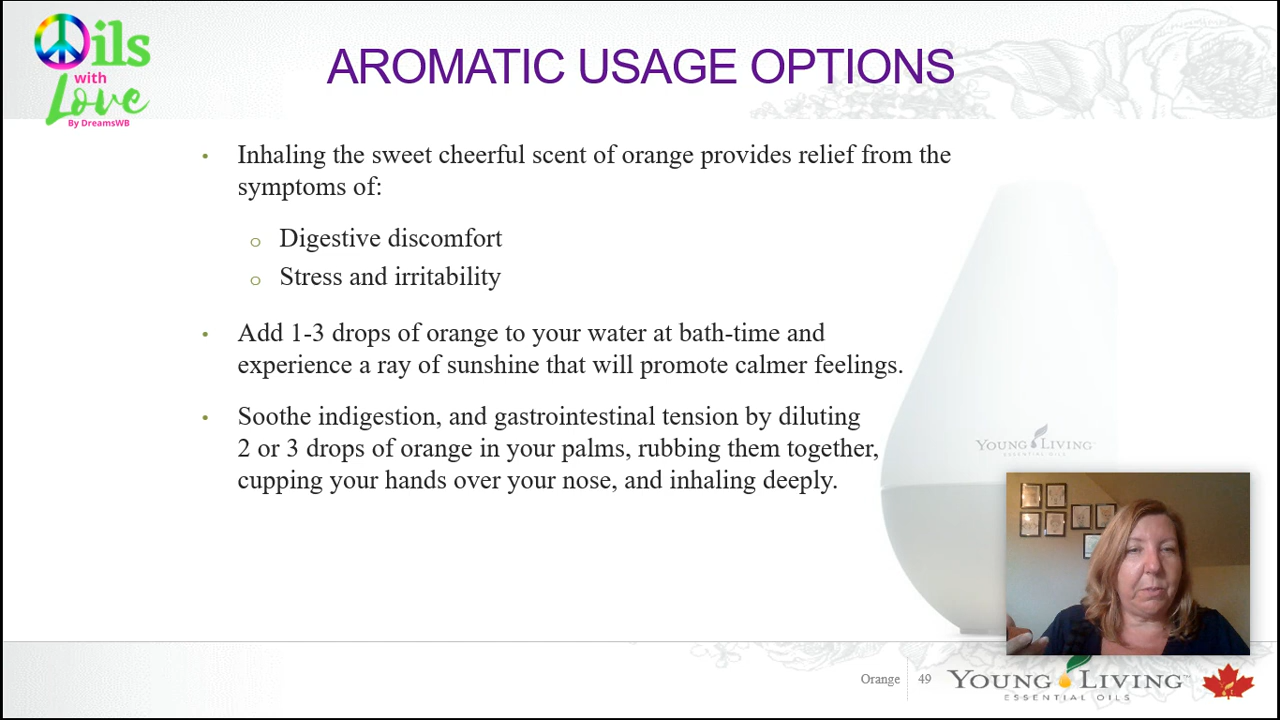 Oils
with
Love
By DreamsWB
AROMATIC USAGE OPTIONS
• Inhaling the sweet cheerful scent of orange provides relief from the
symptoms of:
o Digestive discomfort
o Stress and irritability
• Add 1-3 drops of orange to your water at bath-time and
experience a ray of sunshine that will promote calmer feelings.
• Soothe indigestion, and gastrointestinal tension by diluting
2 or 3 drops of orange in your palms, rubbing them together,
cupping your hands over your nose, and inhaling deeply.
YOUNG LIVING
ESSENTIAL OILS
Orange 49
YOUNG LIVING™
ESSENTIAL OILS